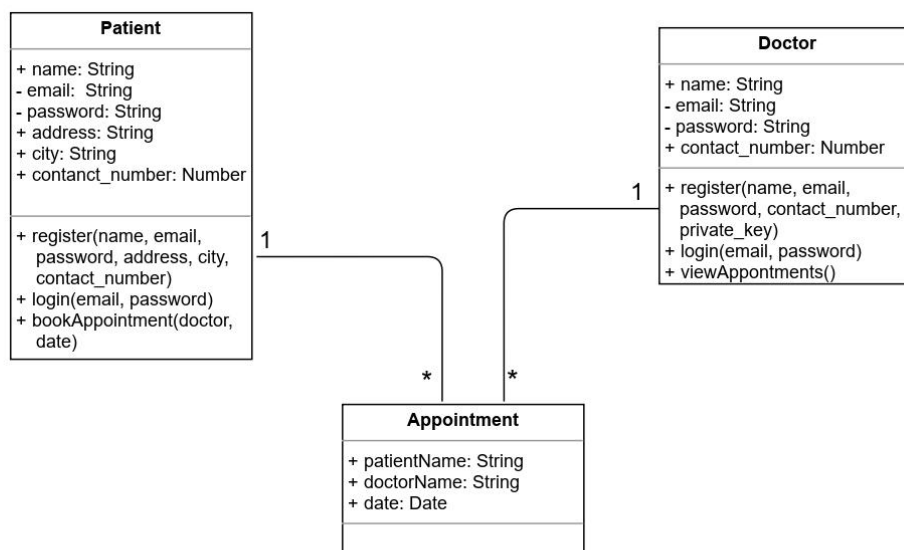 Patient
+ name: String
- email:  String
- password: String
+ address: String
+ city: String
+ contanct_number: Number
+ register(name, email,
password, address, city,
contact_number)
+ login(email, password)
+ bookAppointment(doctor,
date)
1
*
Doctor
+ name: String
- email: String
- password: String
+ contact_number: Number
+ register(name, email,
password, contact_number,
private_key)
+ login(email, password)
+ viewAppontments()
1
*
Appointment
+ patientName: String
+ doctorName: String
+ date: Date